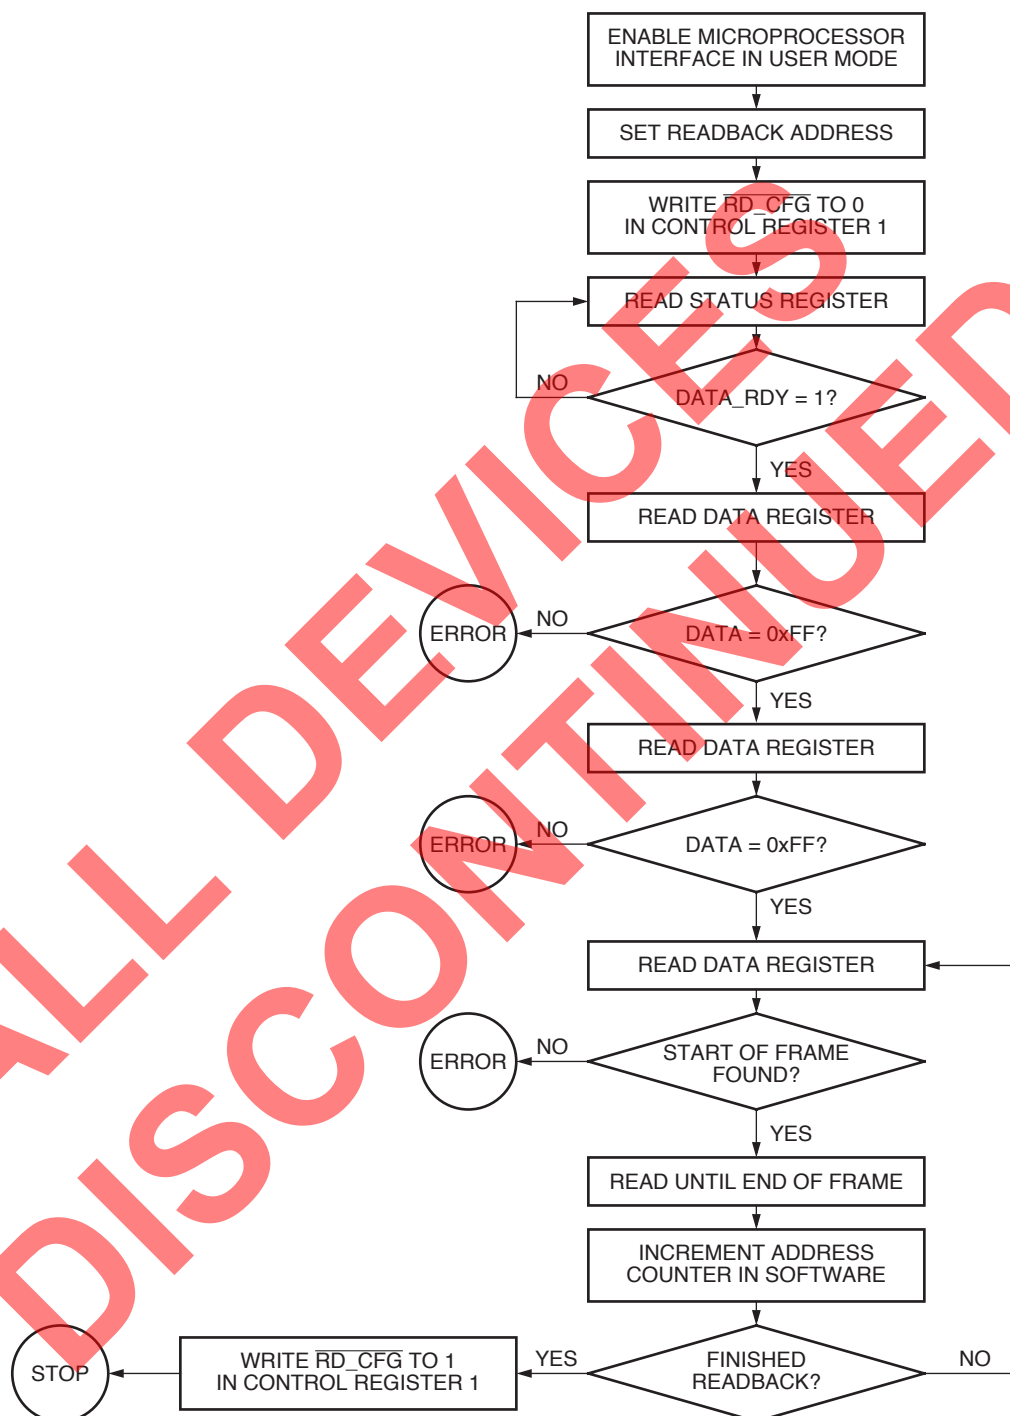 ENABLE MICROPROCESSOR
INTERFACE IN USER MODE
SET READBACK ADDRESS
WRITE RD_CFG TO 0
IN CONTROL REGISTER 1
READ STATUS REGISTER
NO
DATA_RDY = 1?
YES
READ DATA REGISTER
ERROR
NO
DATA = 0xFF?
YES
READ DATA REGISTER
ERROR
NO
DATA = 0xFF?
YES
READ DATA REGISTER
ERROR
NO
START OF FRAME
FOUND?
YES
READ UNTIL END OF FRAME
INCREMENT ADDRESS
COUNTER IN SOFTWARE
STOP
WRITE RD_CFG TO 1
IN CONTROL REGISTER 1
YES
FINISHED
READBACK?
NO
ALL DEVICES
DISCONTINUED